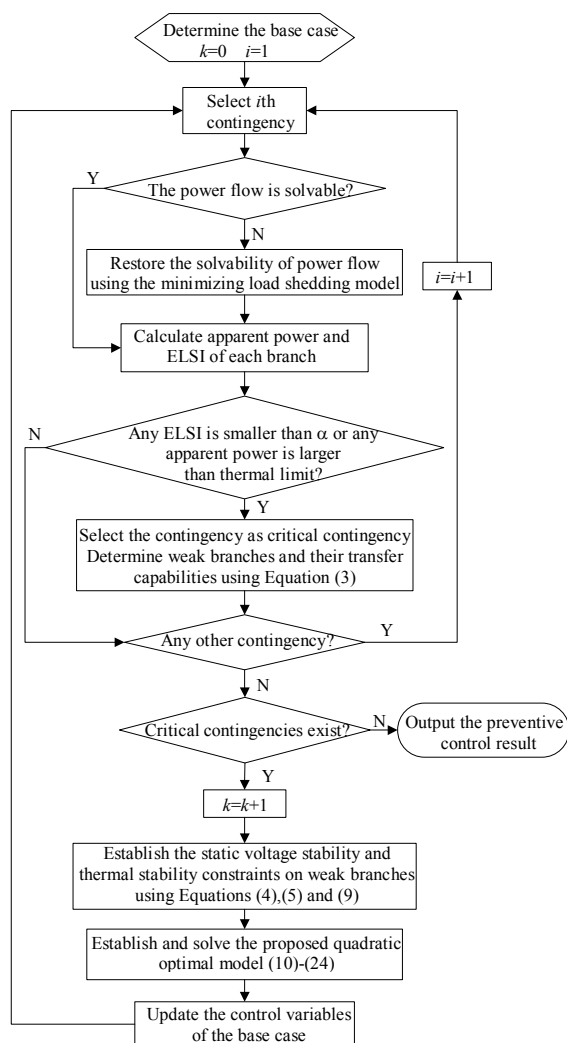 Determine the base case
k=0 i=1
Select ith
contingency
Y
The power flow is solvable?
N
Restore the solvability of power flow
using the minimizing load shedding model
i=i+1
Calculate apparent power and
ELSI of each branch
N
Any ELSI is smaller than α or any
apparent power is larger
than thermal limit?
Y
Select the contingency as critical contingency
Determine weak branches and their transfer
capabilities using Equation (3)
Any other contingency?
Y
N
Critical contingencies exist?
N
Output the preventive
control result
Y
k=k+1
Establish the static voltage stability and
thermal stability constraints on weak branches
using Equations (4),(5) and (9)
Establish and solve the proposed quadratic
optimal model (10)-(24)
Update the control variables
of the base case